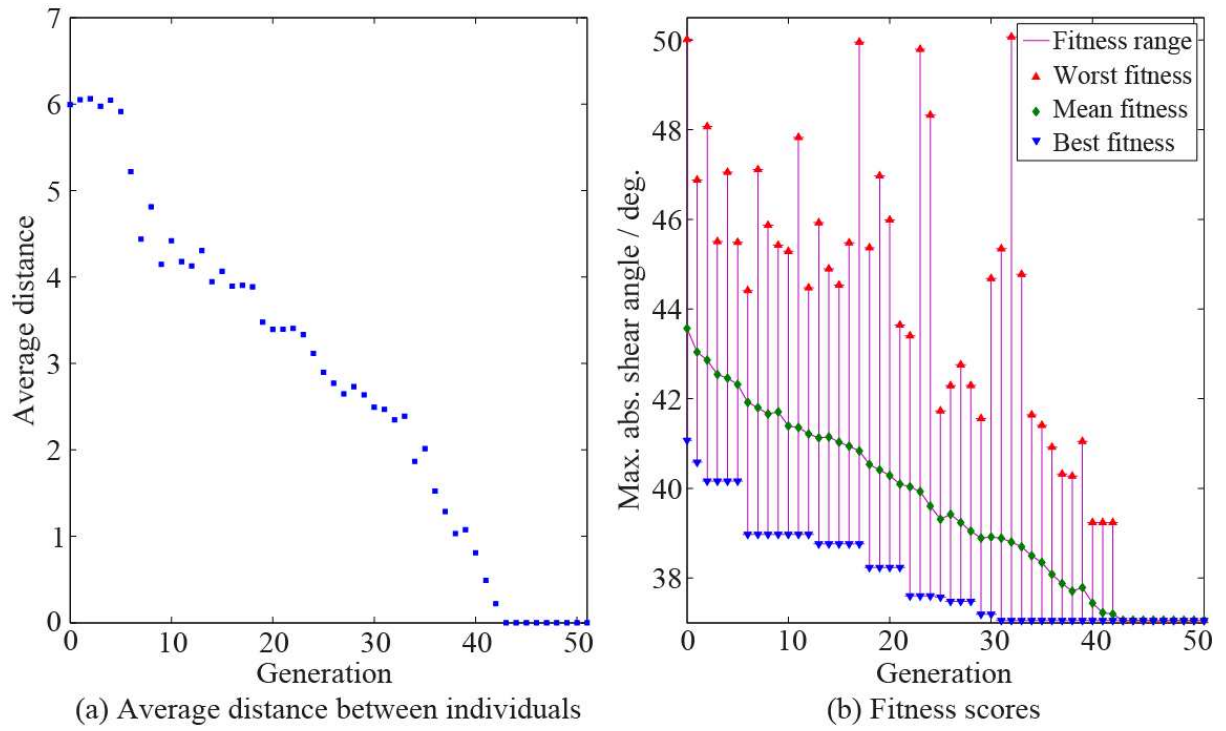 7
6
5
4
3
2
1
0
Average distance
0
10
20
30
40
50
Generation
(a) Average distance between individuals
50
48
46
44
42
40
38
Max. abs. shear angle / deg.
Fitness range
Worst fitness
Mean fitness
Best fitness
0
10
20
30
40
50
Generation
(b) Fitness scores